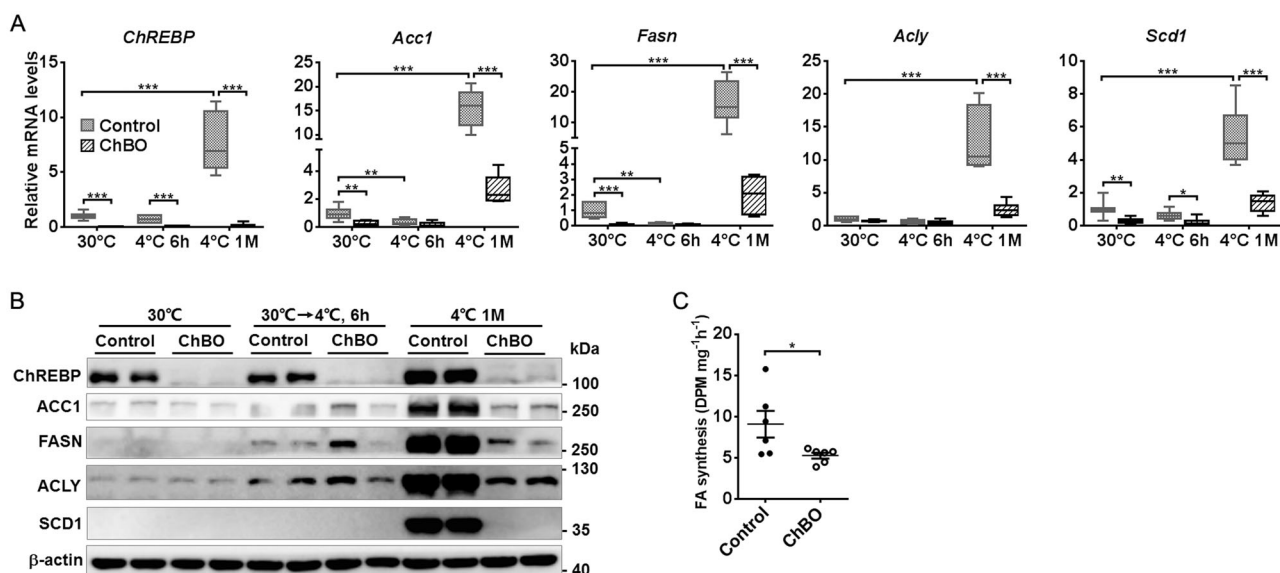 A
ChREBP
Acc1
Fasn
Acly
Scd1
Relative mRNA levels
15
10
5
0
***
***
***
***
Control
ChBO
30°C
4°C 6h
4°C 1M
25
20
15
10
4
2
0
***
***
**
**
30°C
4°C 6h
4°C 1M
30
20
10
0
5
4
3
2
1
0
***
***
***
**
30°C
4°C 6h
4°C 1M
25
20
15
10
5
0
***
***
30°C
4°C 6h
4°C 1M
10
8
6
4
2
0
***
***
**
*
30°C
4°C 6h
4°C 1M
B
30℃
30℃→4℃, 6h
4℃ 1M
Control
ChBO
Control
ChBO
Control
ChBO
kDa
ChREBP
100
ACC1
250
FASN
250
130
ACLY
SCD1
35
β-actin
40
C
FA synthesis (DPM mg⁻¹h⁻¹)
20
15
10
5
0
*
Control
ChBO